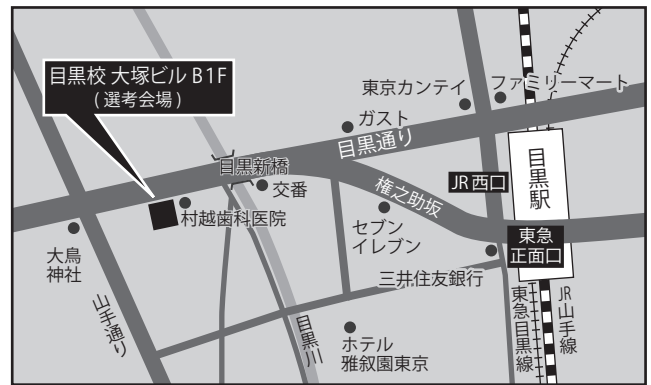 目黒校 大塚ビル B1F
(選考会場)
東京カンテイ
ファミリーマート
ガスト
目黒通り
目黒新橋
交番
権之助坂
JR西口
目黒駅
村越歯科医院
セブン
イレブン
東急
正面口
大鳥
神社
三井住友銀行
山手通り
目黒川
ホテル
雅叙園東京
東急目黒線
JR山手線